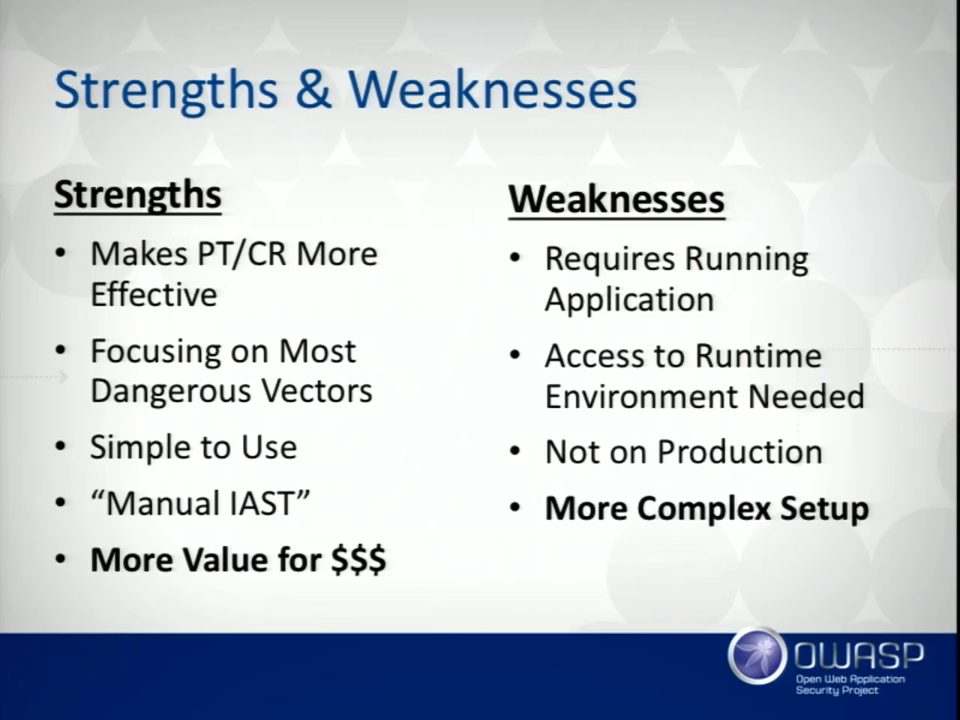 Strengths & Weaknesses
Strengths
• Makes PT/CR More
Effective
• Focusing on Most
Dangerous Vectors
• Simple to Use
• “Manual IAST”
• More Value for $$$
Weaknesses
• Requires Running
Application
• Access to Runtime
Environment Needed
• Not on Production
• More Complex Setup
OWASP
Open Web Application
Security Project